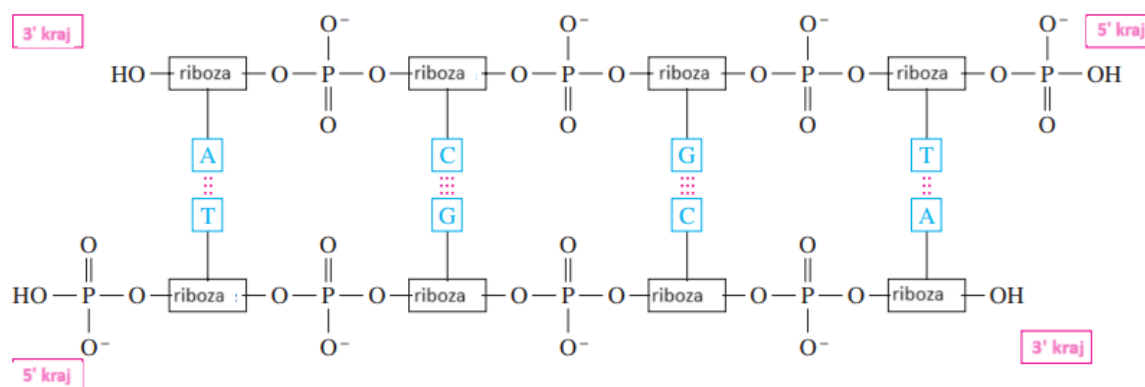 3' kraj
O⁻ O⁻ O⁻ O⁻
5' kraj
HO riboza O P O riboza O P O riboza O P O riboza O P OH
O O O O
A C G T
T G C A
O O O O
HO P O riboza O P O riboza O P O riboza O P O riboza OH
O⁻ O⁻ O⁻ O⁻
3' kraj
5' kraj